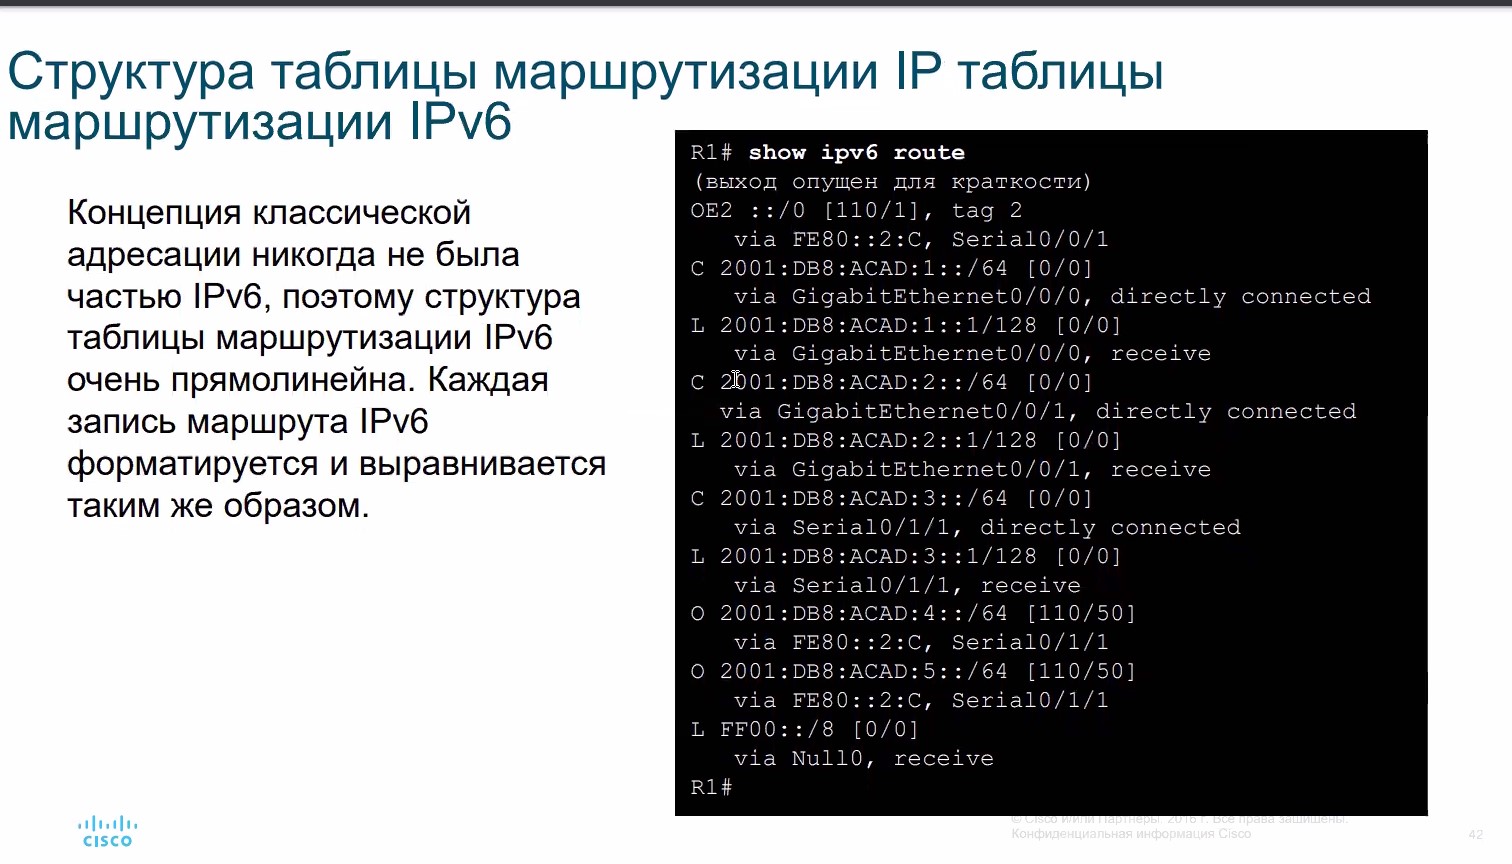 Структура таблицы маршрутизации IP таблицы
маршрутизации IPv6
Концепция классической
адресации никогда не была
частью IPv6, поэтому структура
таблицы маршрутизации IPv6
очень прямолинейна. Каждая
запись маршрута IPv6
форматируется и выравнивается
таким же образом.
R1# show ipv6 route
(выход опущен для краткости)
OE2 ::/0 [110/1], tag 2
via FE80::2:C, Serial0/0/1
C 2001:DB8:ACAD:1::/64 [0/0]
via GigabitEthernet0/0/0, directly connected
L 2001:DB8:ACAD:1::1/128 [0/0]
via GigabitEthernet0/0/0, receive
C 2001:DB8:ACAD:2::/64 [0/0]
via GigabitEthernet0/0/1, directly connected
L 2001:DB8:ACAD:2::1/128 [0/0]
via GigabitEthernet0/0/1, receive
C 2001:DB8:ACAD:3::/64 [0/0]
via Serial0/1/1, directly connected
L 2001:DB8:ACAD:3::1/128 [0/0]
via Serial0/1/1, receive
O 2001:DB8:ACAD:4::/64 [110/50]
via FE80::2:C, Serial0/1/1
O 2001:DB8:ACAD:5::/64 [110/50]
via FE80::2:C, Serial0/1/1
L FF00::/8 [0/0]
via Null0, receive
R1#
CISCO
© Cisco и/или Партнеры, 2016 г. Все права защищены.
Конфиденциальная информация Cisco
42